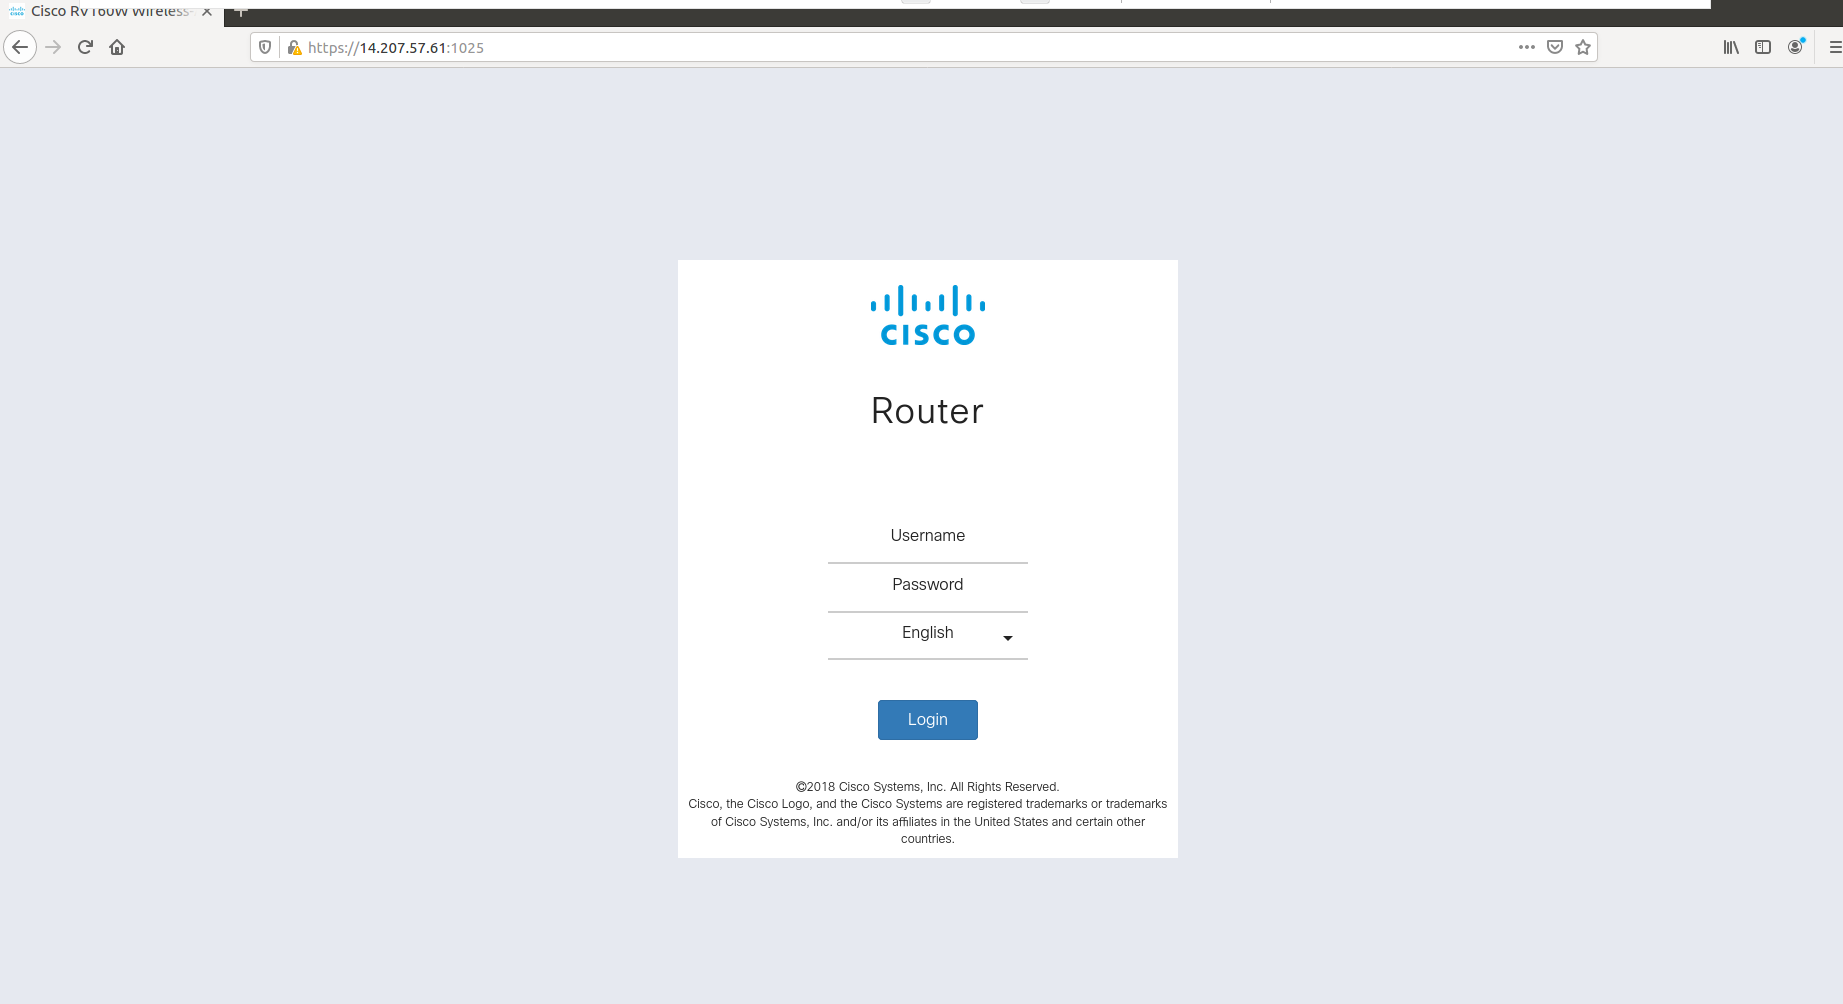 Cisco RV160W Wireless-
https://14.207.57.61:1025
CISCO
Router
Username
Password
English
Login
©2018 Cisco Systems, Inc. All Rights Reserved.
Cisco, the Cisco Logo, and the Cisco Systems are registered trademarks or trademarks
of Cisco Systems, Inc. and/or its affiliates in the United States and certain other
countries.